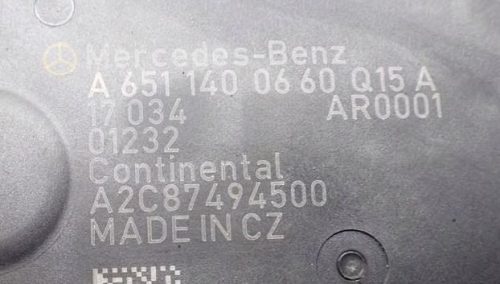 Mercedes-Benz
A 651 140 06 60 Q15 A
17 034 AR0001
01232
Continental
A2C87494500
MADE IN CZ